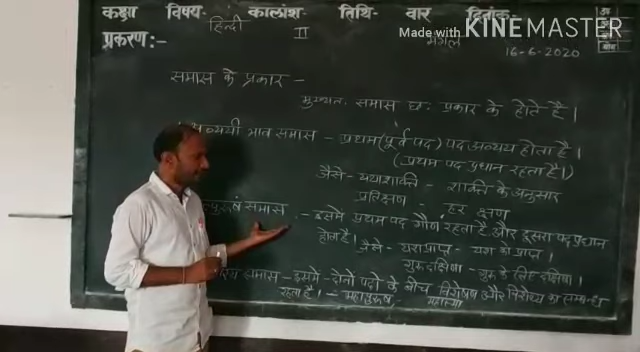 कक्षा विषय- हिन्दी कालांश- II तिथि- वार मंगल दिनांक- 16-6-2020
Made with KINEMASTER
प्रकरण:-
समास के प्रकार -
मुख्यतः समास छः प्रकार के होते है।
व्ययी भाव समास - प्रथम (पूर्व पद) पद अव्यय होता है।
(प्रथम पद प्रधान रहता है।)
जैसे - यथाशक्ति - शक्ति के अनुसार
प्रतिक्षण - हर क्षण
पुरुष समास - इसमें प्रथम पद गौण रहता है, और दूसरा पद प्रधान
होता है। जैसे - यशप्राप्त - यश को प्राप्त।
गुरुदक्षिणा - गुरु के लिए दक्षिणा।
समास - इसमें दोनों पदो के बीच विशेषण और विशेष्य का सम्बन्ध
रहता है। - महापुरुष